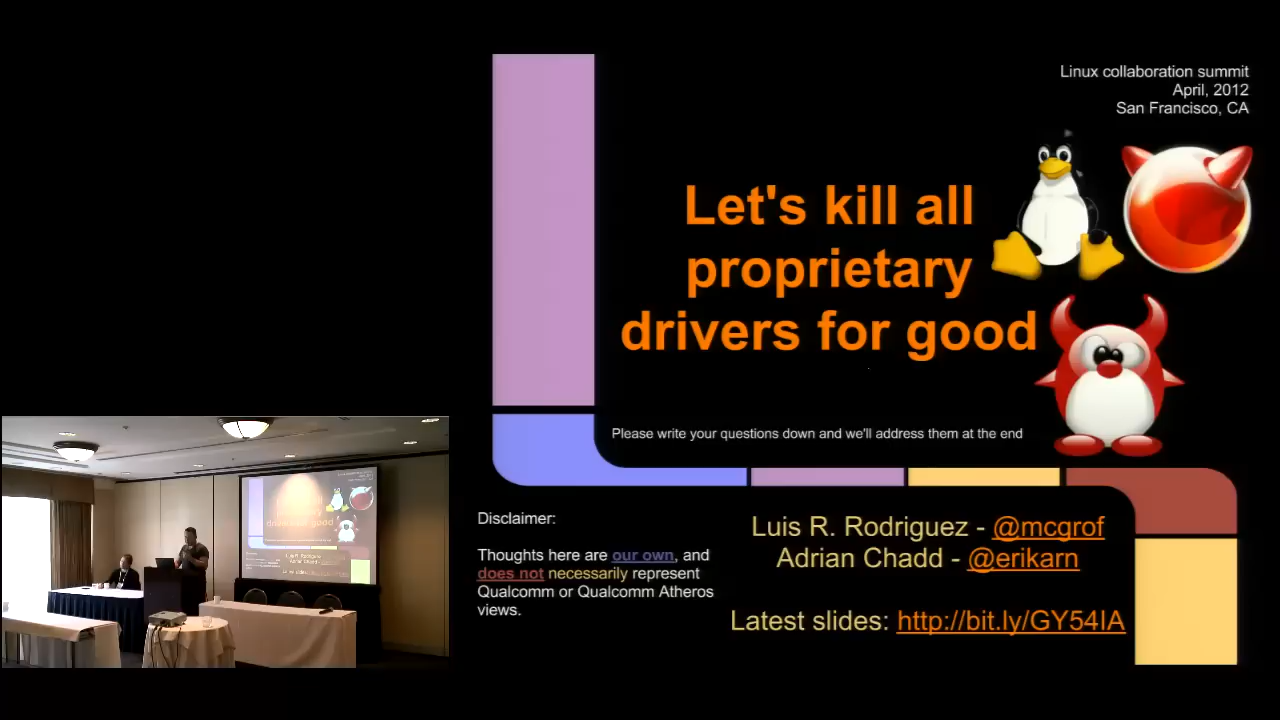 Linux collaboration summit
April, 2012
San Francisco, CA
Let's kill all
proprietary
drivers for good
Please write your questions down and we'll address them at the end
Disclaimer:
Thoughts here are our own, and
does not necessarily represent
Qualcomm or Qualcomm Atheros
views.
Luis R. Rodriguez - @mcgrof
Adrian Chadd - @erikarn
Latest slides: http://bit.ly/GY54IA